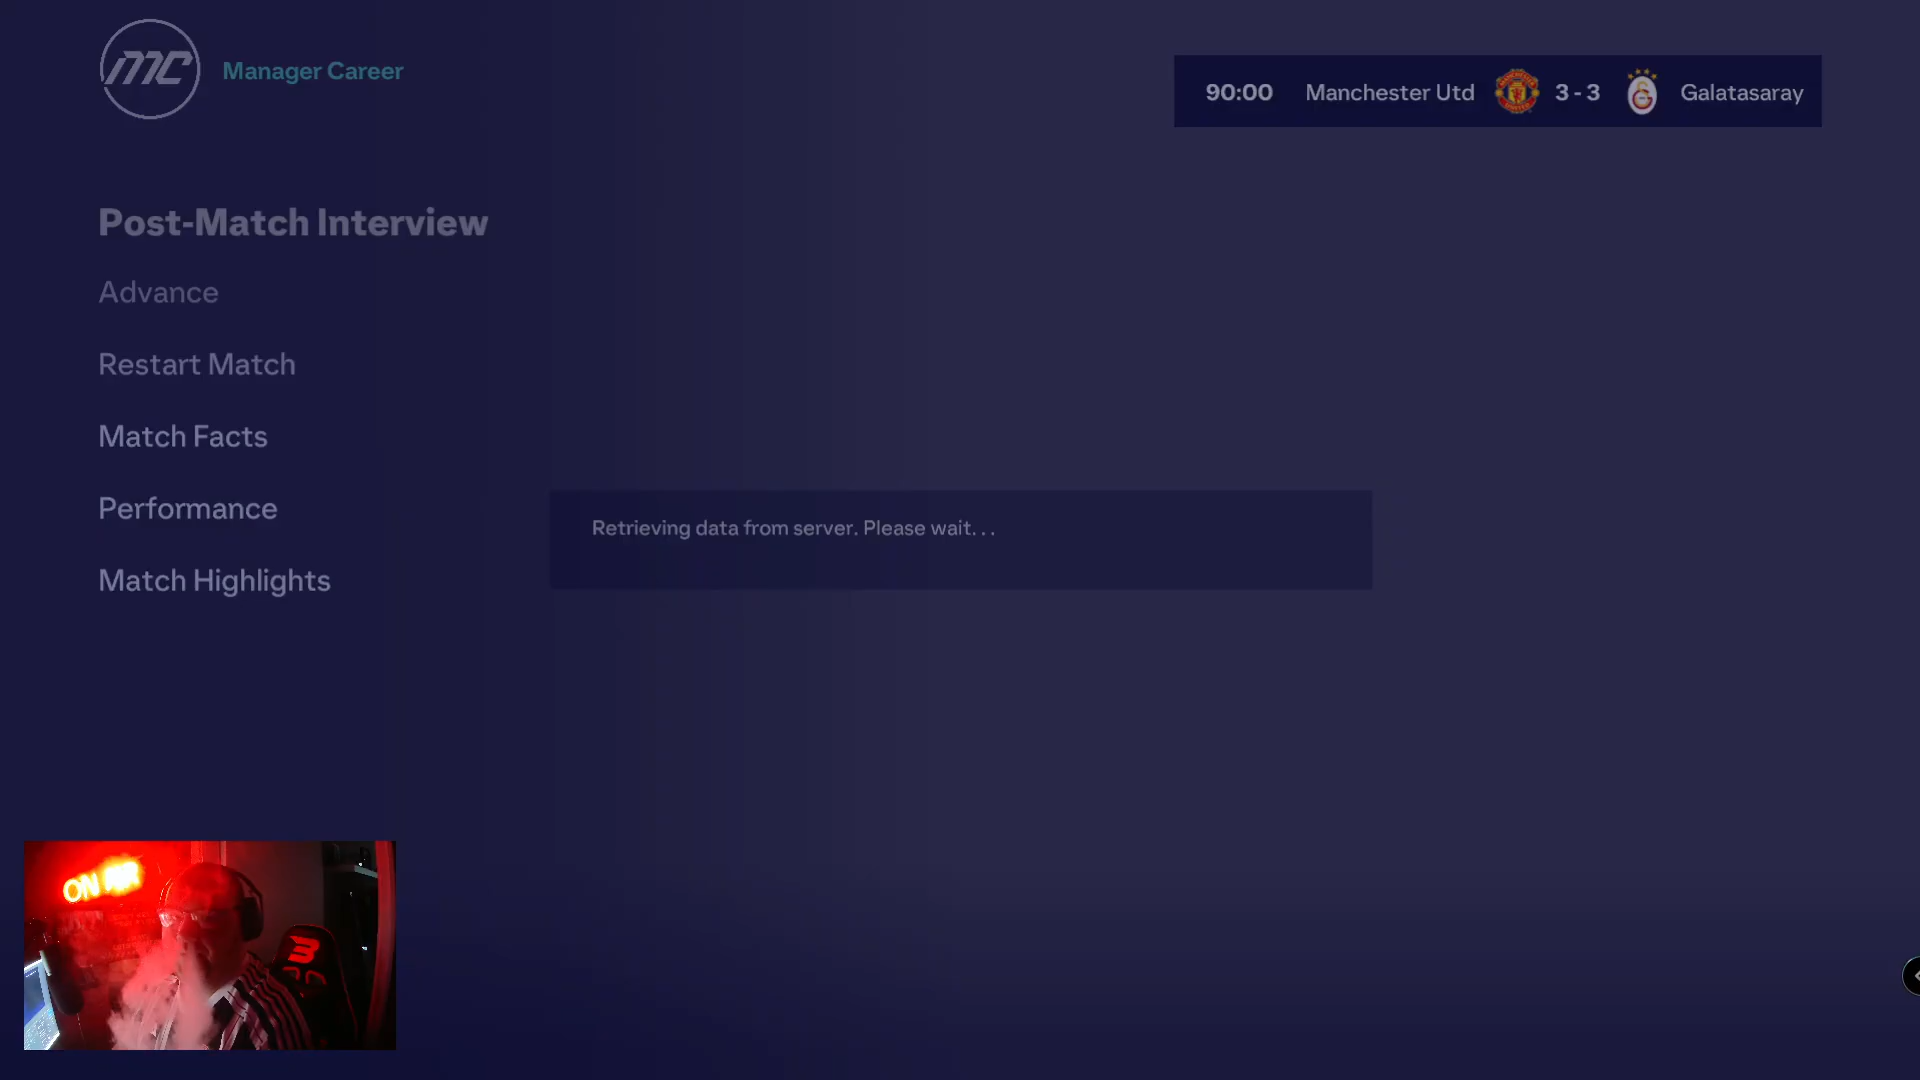 MC Manager Career
90:00 Manchester Utd 3 - 3 Galatasaray
Post-Match Interview
Advance
Restart Match
Match Facts
Performance
Match Highlights
Retrieving data from server. Please wait. . .
ON AIR